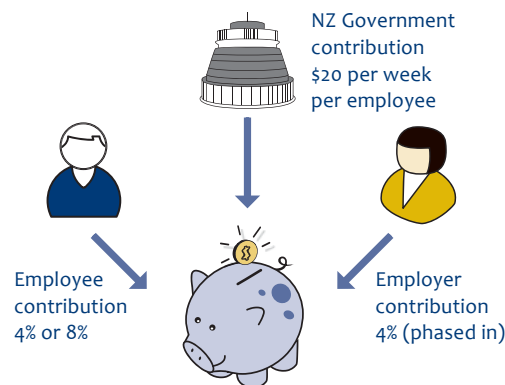 NZ Government
contribution
$20 per week
per employee
Employee
contribution
4% or 8%
Employer
contribution
4% (phased in)